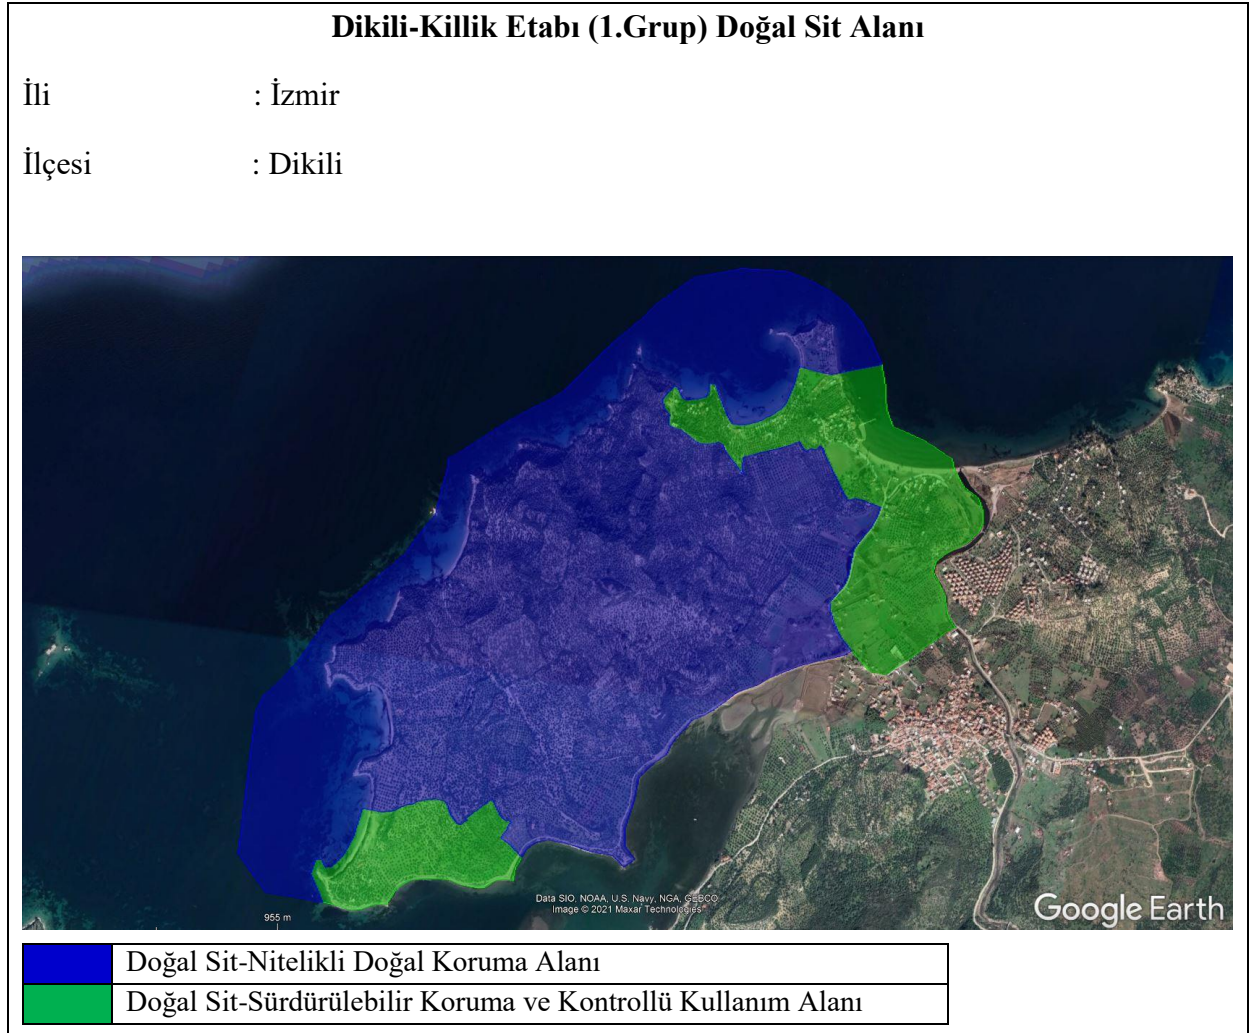 Dikili-Killik Etabı (1.Grup) Doğal Sit Alanı
İli : İzmir
İlçesi : Dikili
Data SIO, NOAA, U.S. Navy, NGA, GEBCO
Image © 2021 Maxar Technologies
955 m
Google Earth
Doğal Sit-Nitelikli Doğal Koruma Alanı
Doğal Sit-Sürdürülebilir Koruma ve Kontrollü Kullanım Alanı